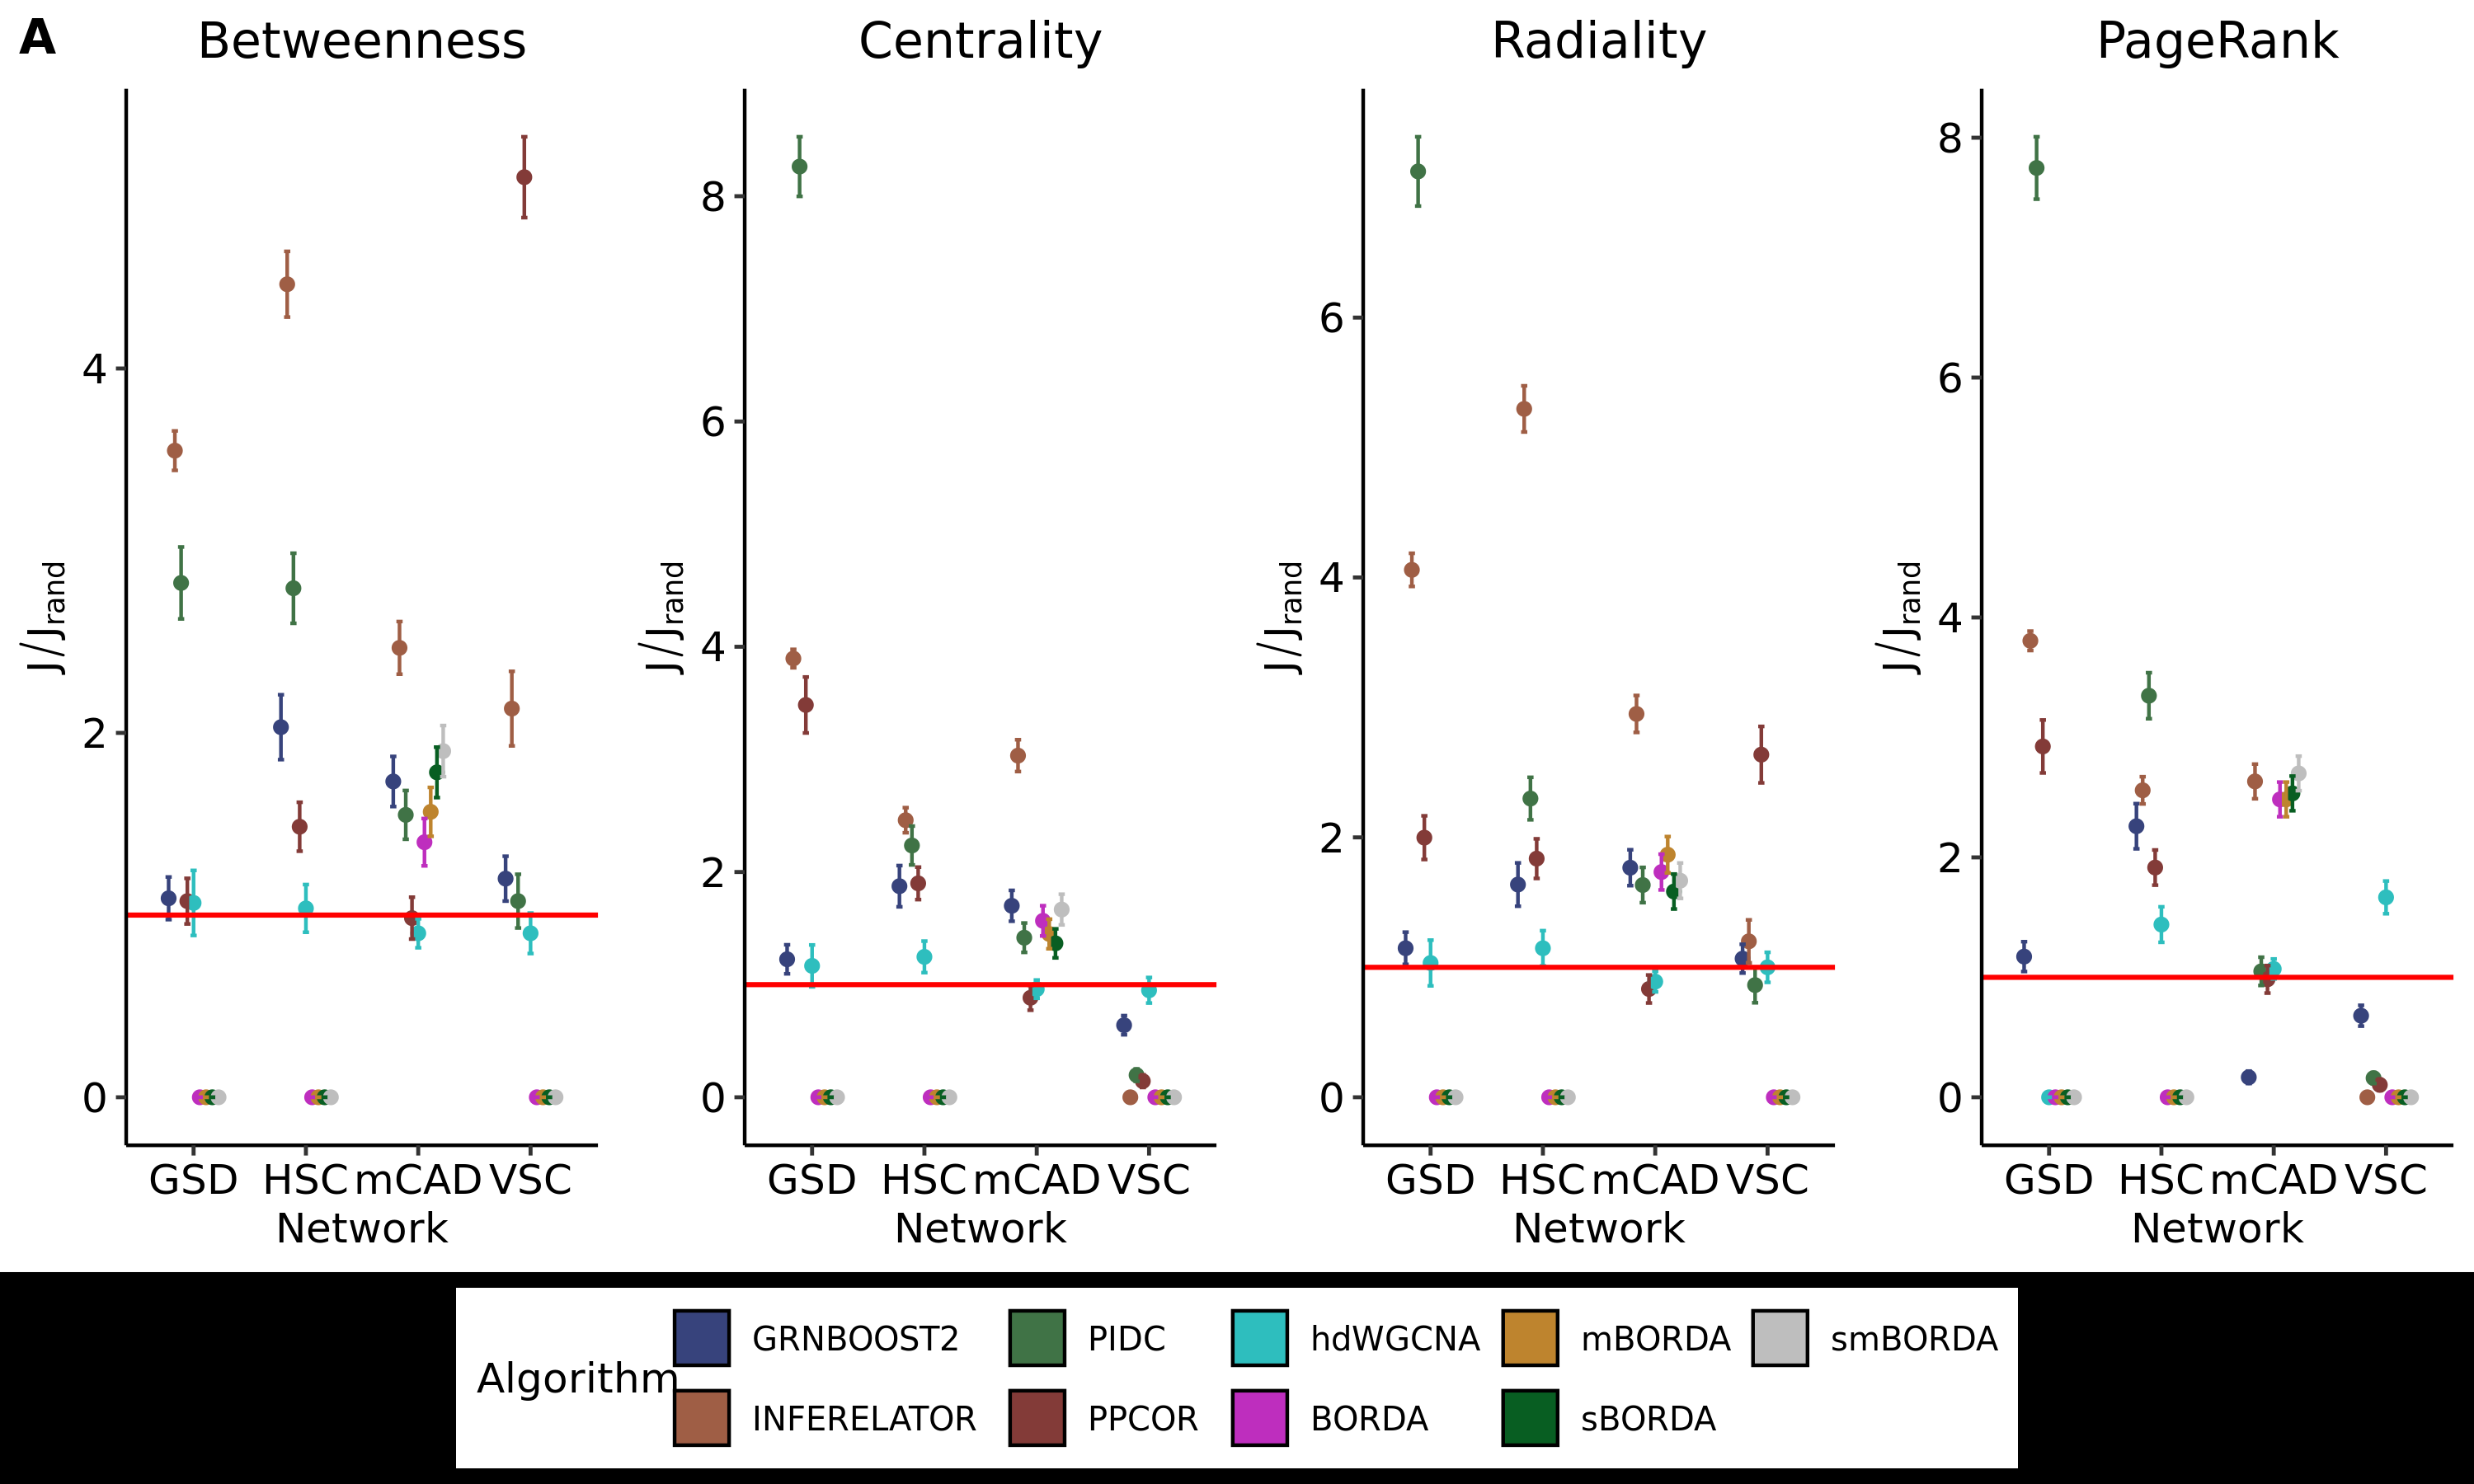 A
Betweenness
J/Jrand
4
2
0
GSD HSC mCAD VSC
Network
Centrality
J/Jrand
8
6
4
2
0
GSD HSC mCAD VSC
Network
Radiality
J/Jrand
6
4
2
0
GSD HSC mCAD VSC
Network
PageRank
J/Jrand
8
6
4
2
0
GSD HSC mCAD VSC
Network
Algorithm
GRNBOOST2 PIDC hdWGCNA mBORDA smBORDA
INFERELATOR PPCOR BORDA sBORDA